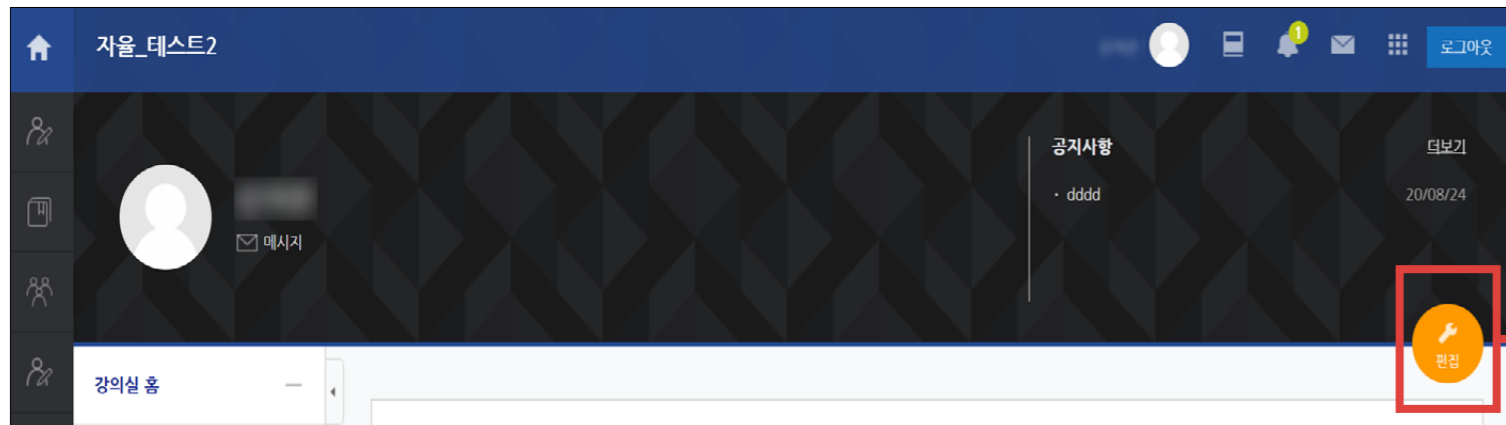 자율_테스트2
1
로그아웃
공지사항
더보기
· dddd
20/08/24
메시지
편집
강의실 홈